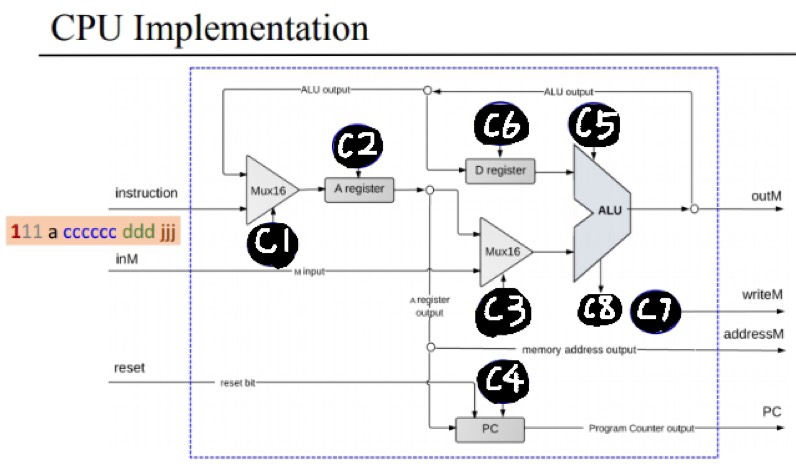 CPU Implementation
ALU output
ALU output
C2
C6
C5
D register
instruction
Mux16
A register
ALU
outM
111 a cccccc ddd jjj
C1
Mux16
inM
M input
C3
C8
C7
writeM
A register
output
addressM
memory address output
reset
reset bit
C4
PC
PC
Program Counter output